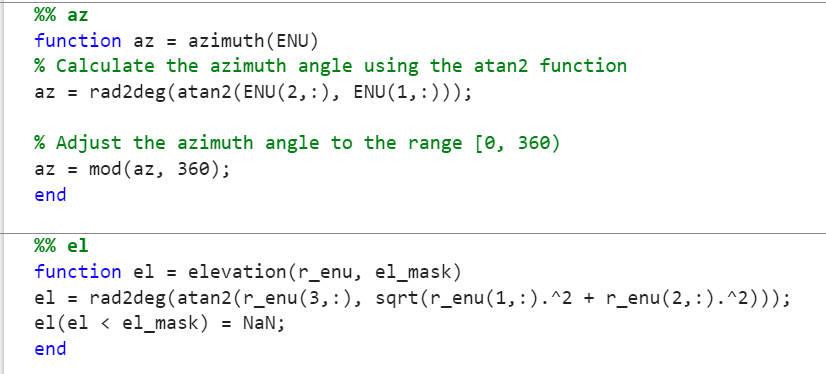 %% az
function az = azimuth(ENU)
% Calculate the azimuth angle using the atan2 function
az = rad2deg(atan2(ENU(2,:), ENU(1,:)));
% Adjust the azimuth angle to the range [0, 360)
az = mod(az, 360);
end
%% el
function el = elevation(r_enu, el_mask)
el = rad2deg(atan2(r_enu(3,:), sqrt(r_enu(1,:).^2 + r_enu(2,:).^2)));
el(el < el_mask) = NaN;
end